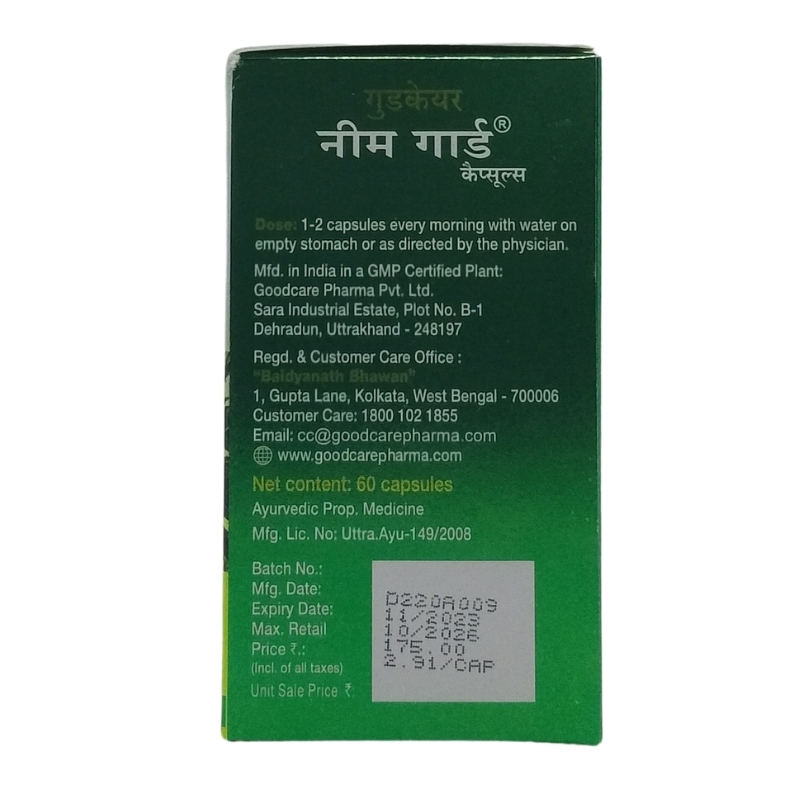 गुडकेयर
नीम गार्ड®
कैप्सूल्स
Dose: 1-2 capsules every morning with water on
empty stomach or as directed by the physician.
Mfd. in India in a GMP Certified Plant:
Goodcare Pharma Pvt. Ltd.
Sara Industrial Estate, Plot No. B-1
Dehradun, Uttrakhand - 248197
Regd. & Customer Care Office :
"Baidyanath Bhawan"
1, Gupta Lane, Kolkata, West Bengal - 700006
Customer Care: 1800 102 1855
Email: cc@goodcarepharma.com
www.goodcarepharma.com
Net content: 60 capsules
Ayurvedic Prop. Medicine
Mfg. Lic. No: Uttra.Ayu-149/2008
Batch No.:
Mfg. Date:
Expiry Date:
Max. Retail
Price ₹.:
(Incl. of all taxes)
Unit Sale Price ₹:
D220A009
11/2023
10/2026
175.00
2.91/CAP